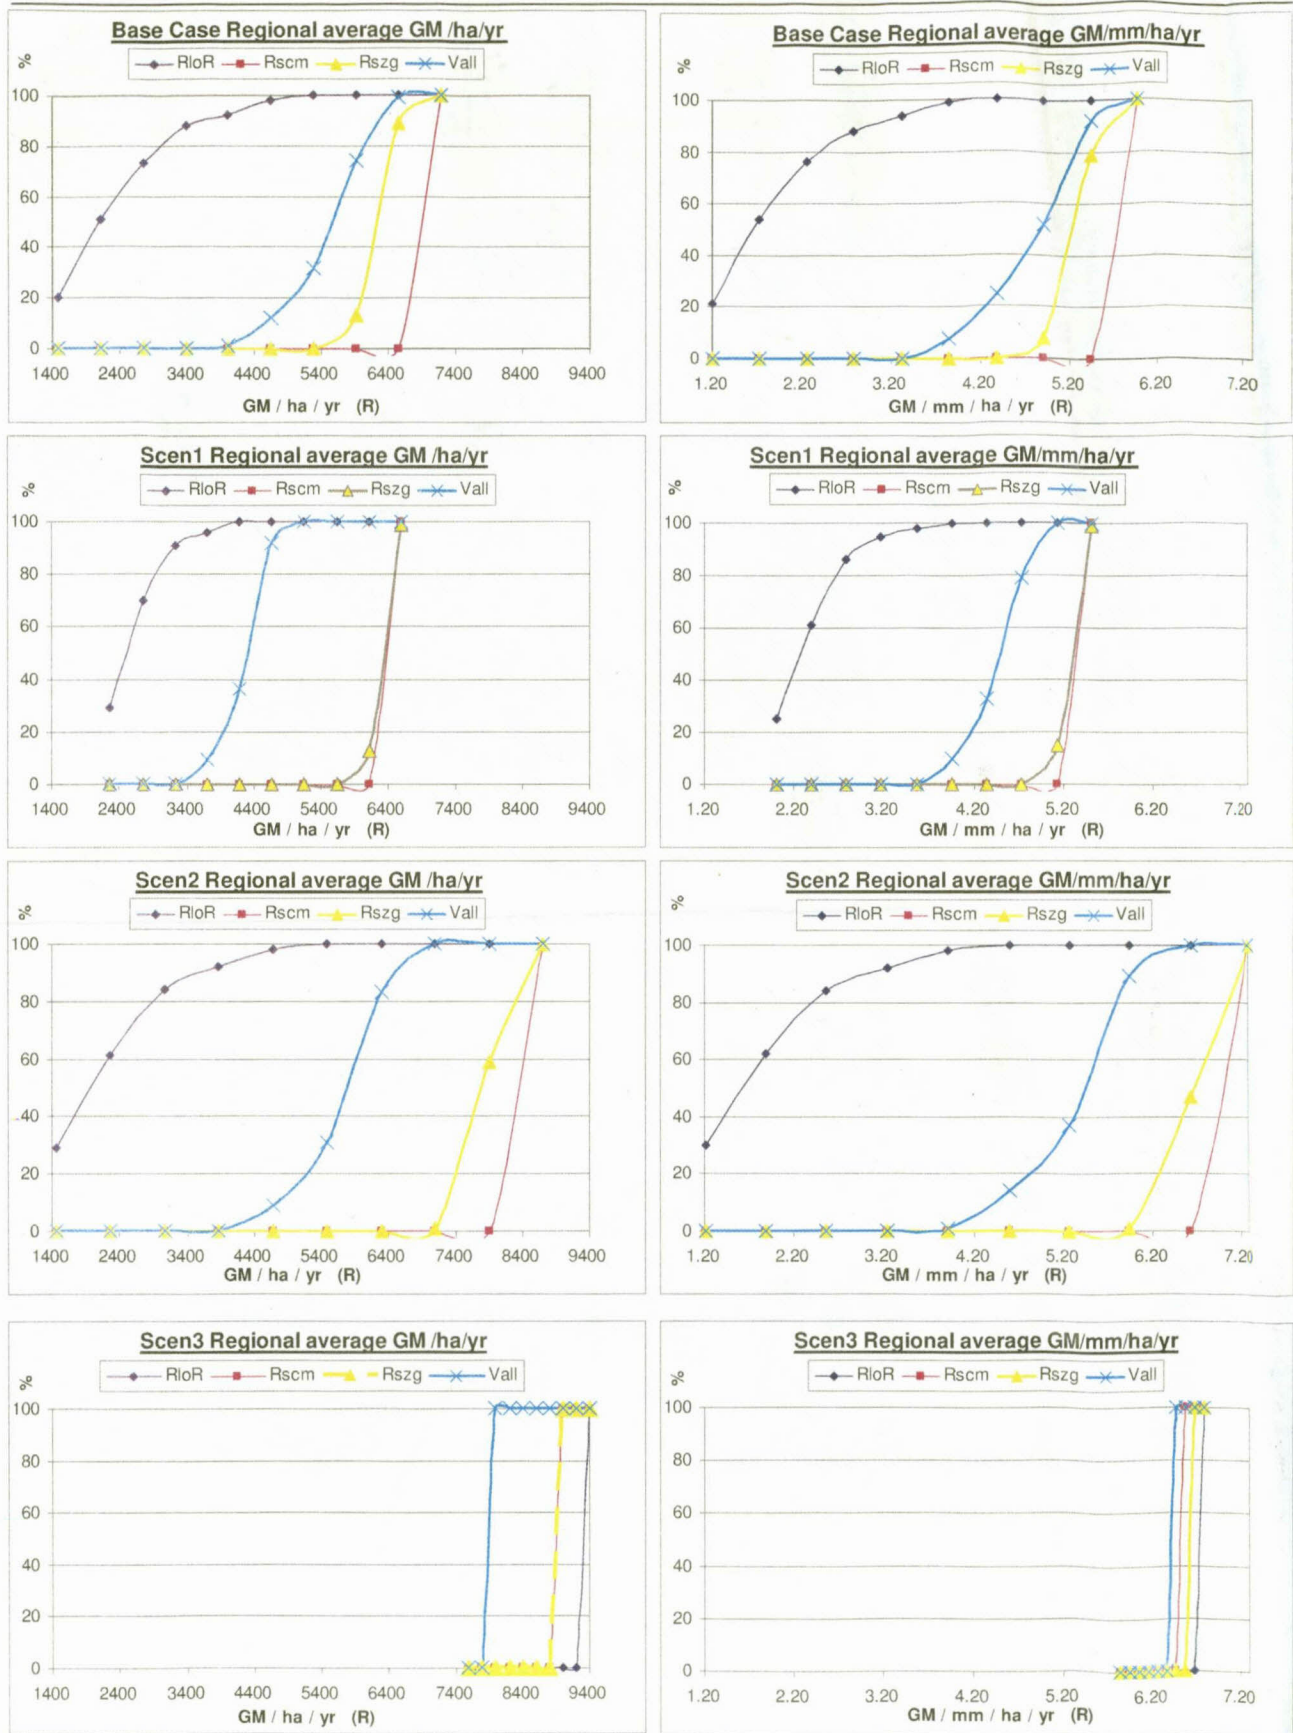 Base Case Regional average GM /ha/yr
%
RloR Rscm Rszg Vall
100
80
60
40
20
0
1400 2400 3400 4400 5400 6400 7400 8400 9400
GM / ha / yr (R)
Base Case Regional average GM/mm/ha/yr
%
RloR Rscm Rszg Vall
100
80
60
40
20
0
1.20 2.20 3.20 4.20 5.20 6.20 7.20
GM / mm / ha / yr (R)
Scen1 Regional average GM /ha/yr
%
RloR Rscm Rszg Vall
100
80
60
40
20
0
1400 2400 3400 4400 5400 6400 7400 8400 9400
GM / ha / yr (R)
Scen1 Regional average GM/mm/ha/yr
%
RloR Rscm Rszg Vall
100
80
60
40
20
0
1.20 2.20 3.20 4.20 5.20 6.20 7.20
GM / mm / ha / yr (R)
Scen2 Regional average GM /ha/yr
%
RloR Rscm Rszg Vall
100
80
60
40
20
0
1400 2400 3400 4400 5400 6400 7400 8400 9400
GM / ha / yr (R)
Scen2 Regional average GM/mm/ha/yr
%
RloR Rscm Rszg Vall
100
80
60
40
20
0
1.20 2.20 3.20 4.20 5.20 6.20 7.20
GM / mm / ha / yr (R)
Scen3 Regional average GM /ha/yr
%
RloR Rscm Rszg Vall
100
80
60
40
20
0
1400 2400 3400 4400 5400 6400 7400 8400 9400
GM / ha / yr (R)
Scen3 Regional average GM/mm/ha/yr
%
RloR Rscm Rszg Vall
100
80
60
40
20
0
1.20 2.20 3.20 4.20 5.20 6.20 7.20
GM / mm / ha / yr (R)